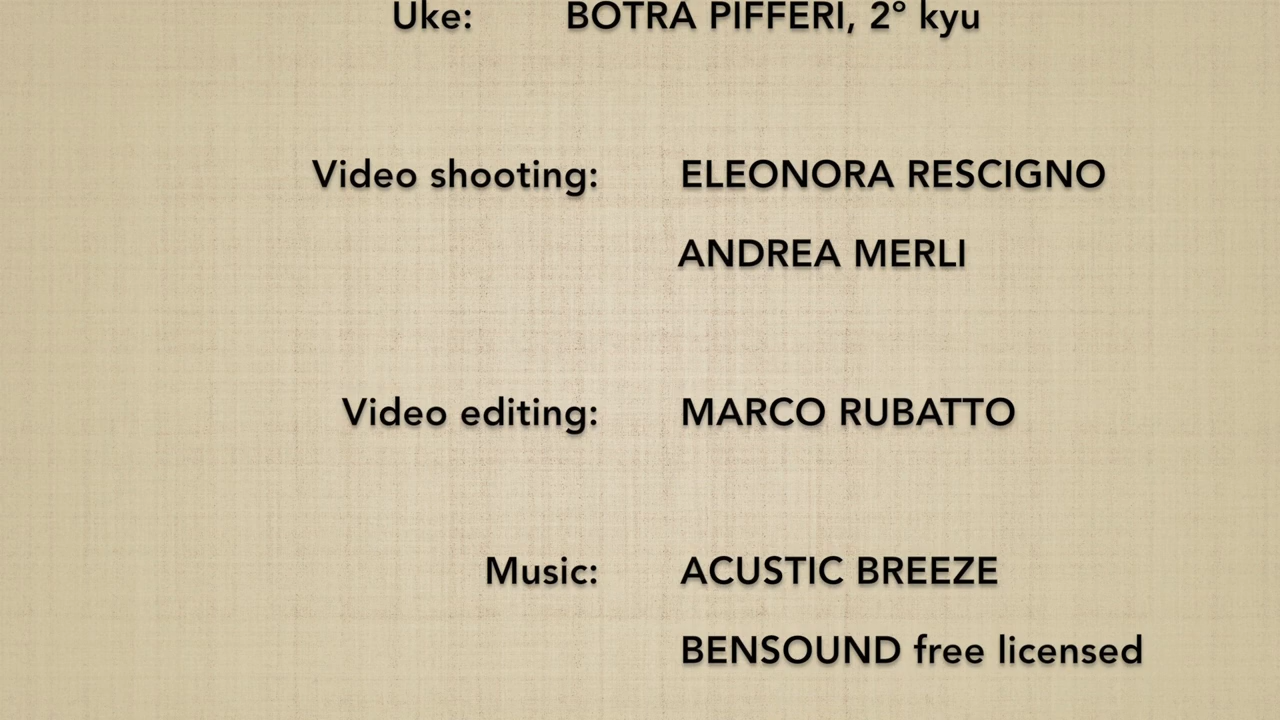 Uke: BOTRA PIFFERI, 2° kyu
Video shooting: ELEONORA RESCIGNO
ANDREA MERLI
Video editing: MARCO RUBATTO
Music: ACUSTIC BREEZE
BENSOUND free licensed